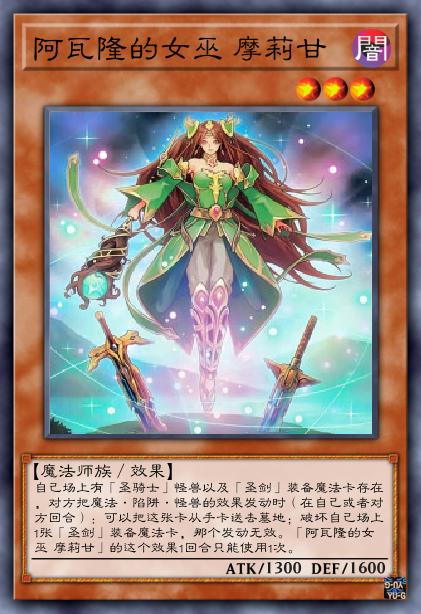 阿瓦隆的女巫 摩莉甘
闇
【魔法师族／效果】
自己场上有「圣骑士」怪兽以及「圣剑」装备魔法卡存在
，对方把魔法·陷阱·怪兽的效果发动时（在自己或者对
方回合）：可以把这张卡从手卡送去墓地；破坏自己场上
1张「圣剑」装备魔法卡，那个发动无效。「阿瓦隆的女
巫 摩莉甘」的这个效果1回合只能使用1次。
ATK/1300 DEF/1600